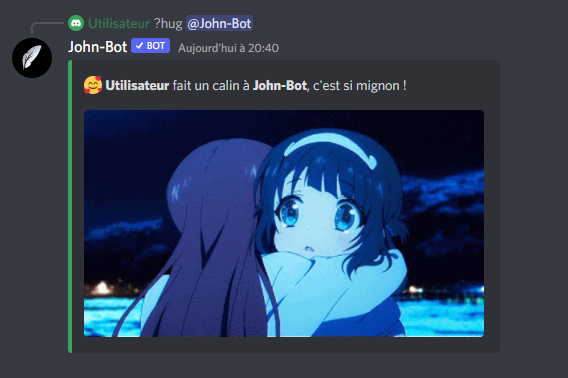 Utilisateur ?hug @John-Bot
John-Bot BOT Aujourd'hui à 20:40
Utilisateur fait un calin à John-Bot, c'est si mignon !